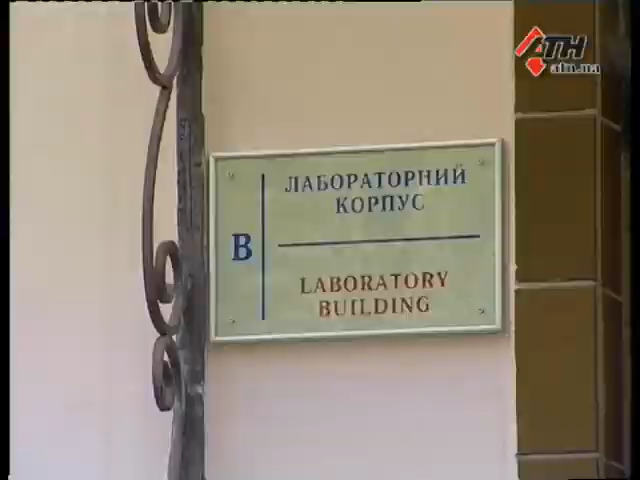 АТН
atn.ua
ЛАБОРАТОРНИЙ
КОРПУС
В
LABORATORY
BUILDING